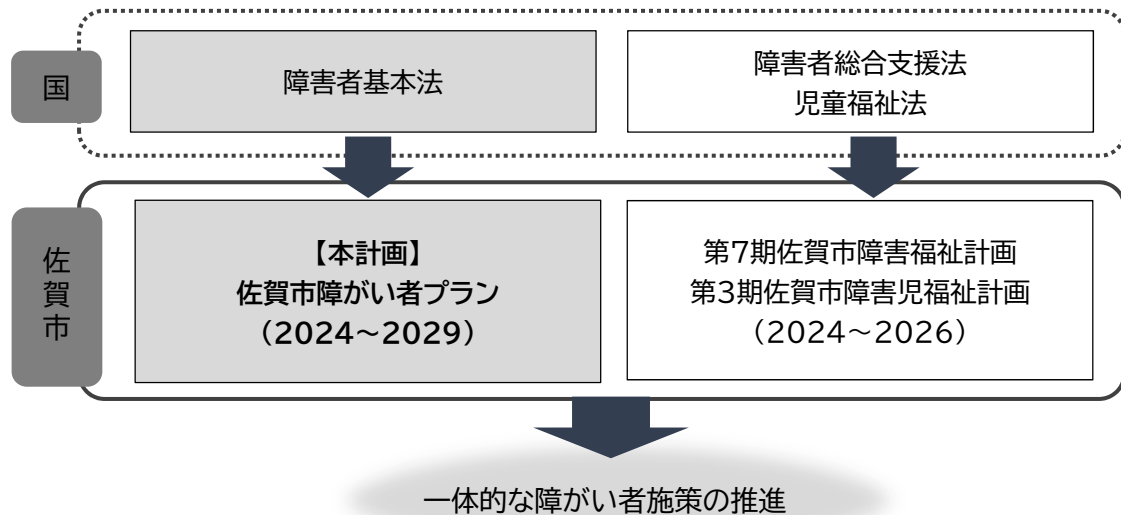 国
障害者基本法
障害者総合支援法
児童福祉法
佐賀市
【本計画】
佐賀市障がい者プラン
（2024～2029）
第7期佐賀市障害福祉計画
第3期佐賀市障害児福祉計画
（2024～2026）
一体的な障がい者施策の推進